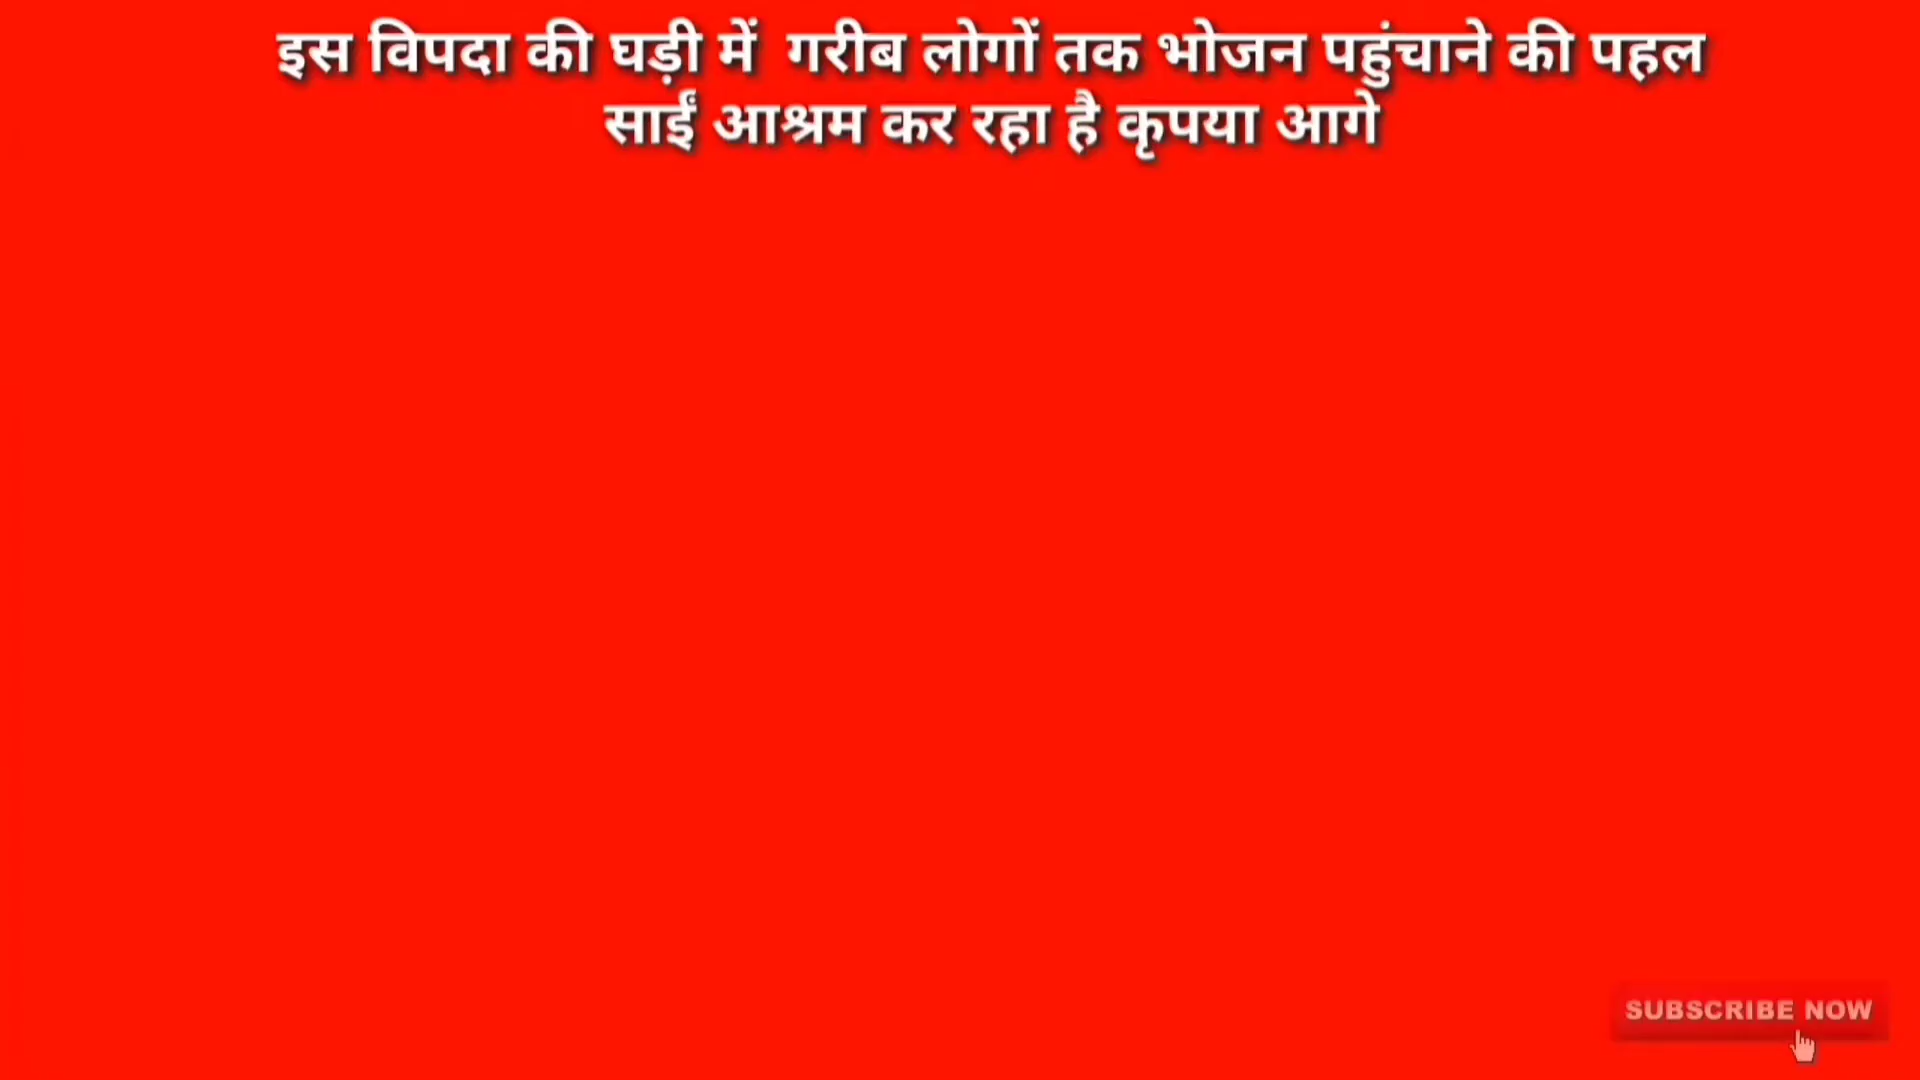 इस विपदा की घड़ी में गरीब लोगों तक भोजन पहुंचाने की पहल
साईं आश्रम कर रहा है कृपया आगे
SUBSCRIBE NOW